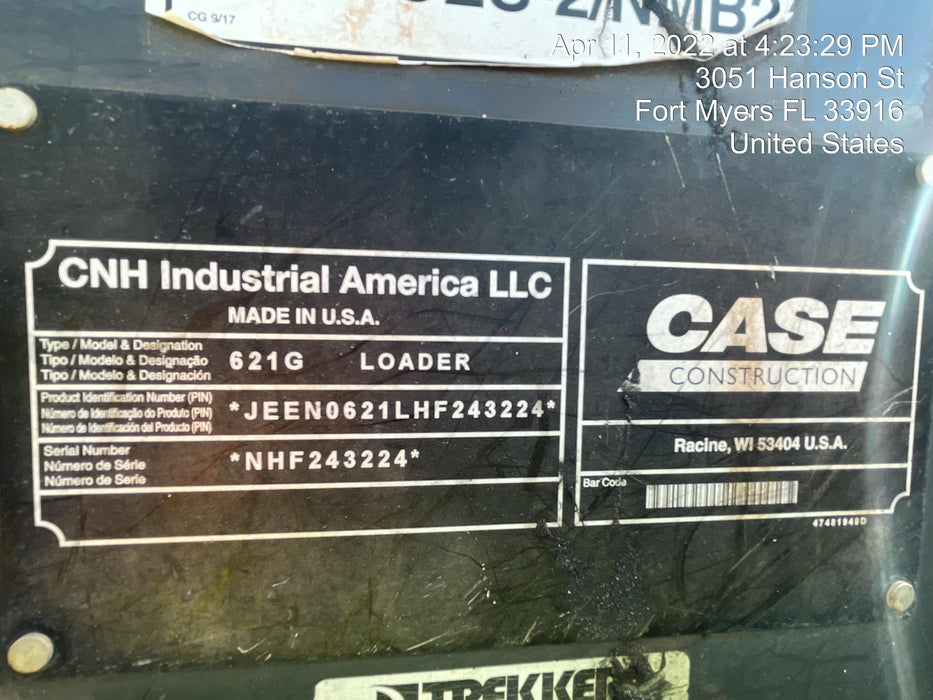 CG 9/17
Apr 11, 2022 at 4:23:29 PM
3051 Hanson St
Fort Myers FL 33916
United States
CNH Industrial America LLC
MADE IN U.S.A.
Type / Model & Designation
Tipo / Modelo & Designação
Tipo / Modelo & Designación
621G LOADER
Product Identification Number (PIN)
Número de Identificação do Produto (PIN)
Número de Identificación del Producto (PIN)
*JEEN0621LHF243224*
Serial Number
Número de Série
Número de Serie
*NHF243224*
CASE
CONSTRUCTION
Racine, WI 53404 U.S.A.
Bar Code
47481949D
TREKKER